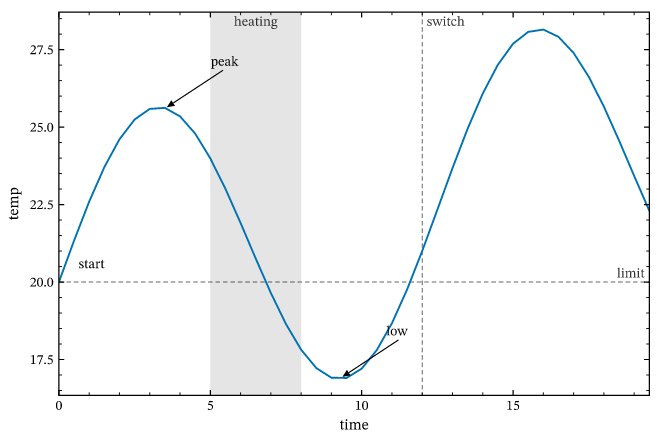 heating
switch
peak
27.5
25.0
22.5
20.0
17.5
temp
start
limit
low
0
5
10
15
time